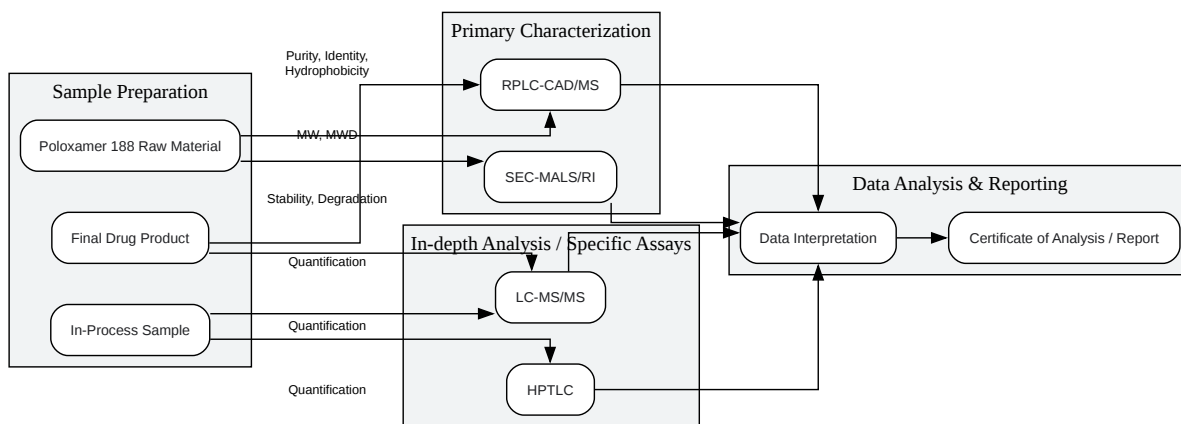 Primary Characterization
Purity, Identity,
Hydrophobicity
RPLC-CAD/MS
Sample Preparation
MW, MWD
Poloxamer 188 Raw Material
SEC-MALS/RI
Data Analysis & Reporting
Stability, Degradation
Final Drug Product
In-depth Analysis / Specific Assays
Data Interpretation
Certificate of Analysis / Report
Quantification
LC-MS/MS
In-Process Sample
Quantification
HPTLC
Quantification